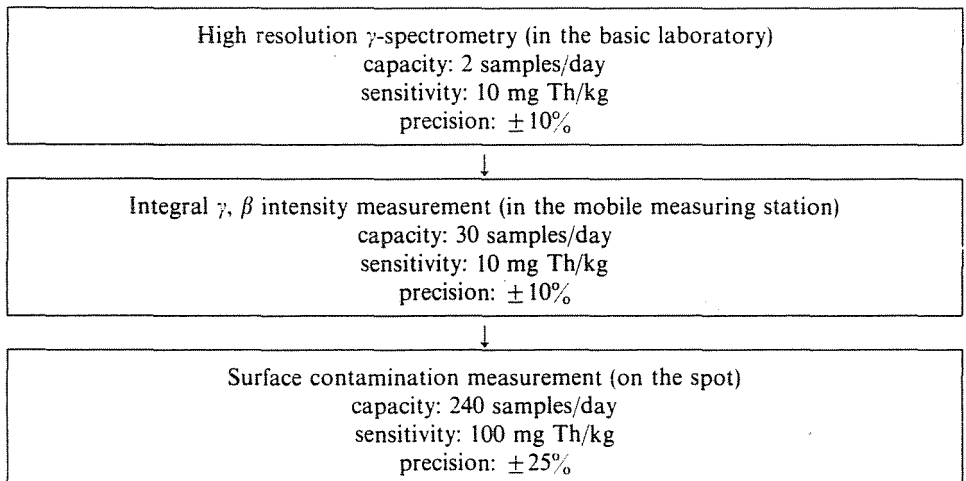 High resolution γ-spectrometry (in the basic laboratory)
capacity: 2 samples/day
sensitivity: 10 mg Th/kg
precision: ±10%
↓
Integral γ, β intensity measurement (in the mobile measuring station)
capacity: 30 samples/day
sensitivity: 10 mg Th/kg
precision: ±10%
↓
Surface contamination measurement (on the spot)
capacity: 240 samples/day
sensitivity: 100 mg Th/kg
precision: ±25%